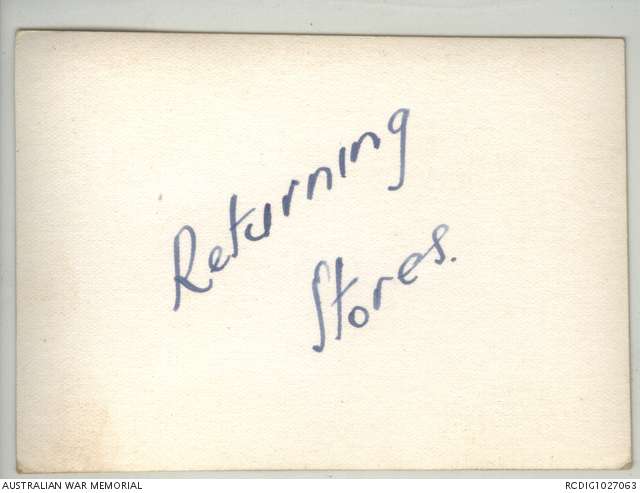 Returning
Stores.
AUSTRALIAN WAR MEMORIAL
RCDIG1027063